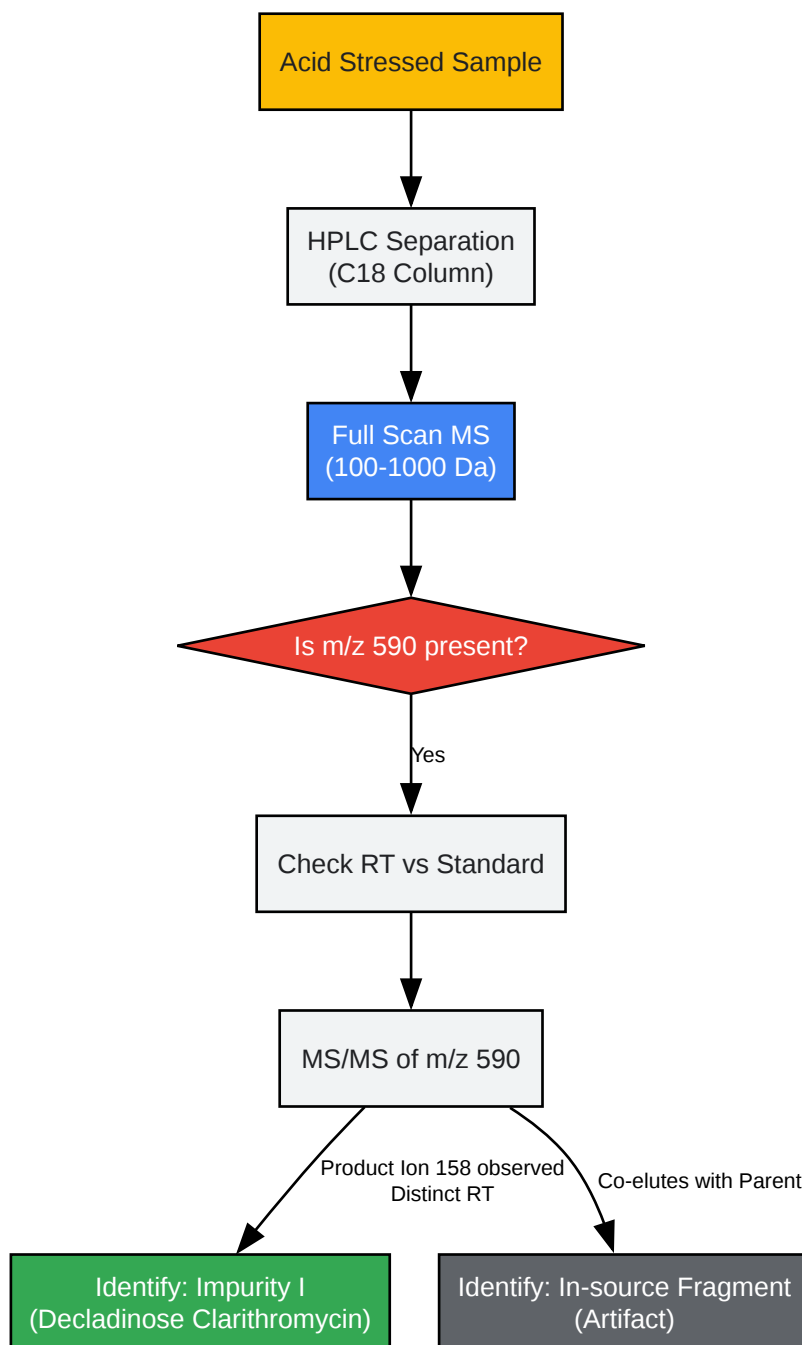 Acid Stressed Sample
HPLC Separation
(C18 Column)
Full Scan MS
(100-1000 Da)
Is m/z 590 present?
Yes
Check RT vs Standard
MS/MS of m/z 590
Product Ion 158 observed
Distinct RT
Co-elutes with Parent
Identify: Impurity I
(Decladinose Clarithromycin)
Identify: In-source Fragment
(Artifact)